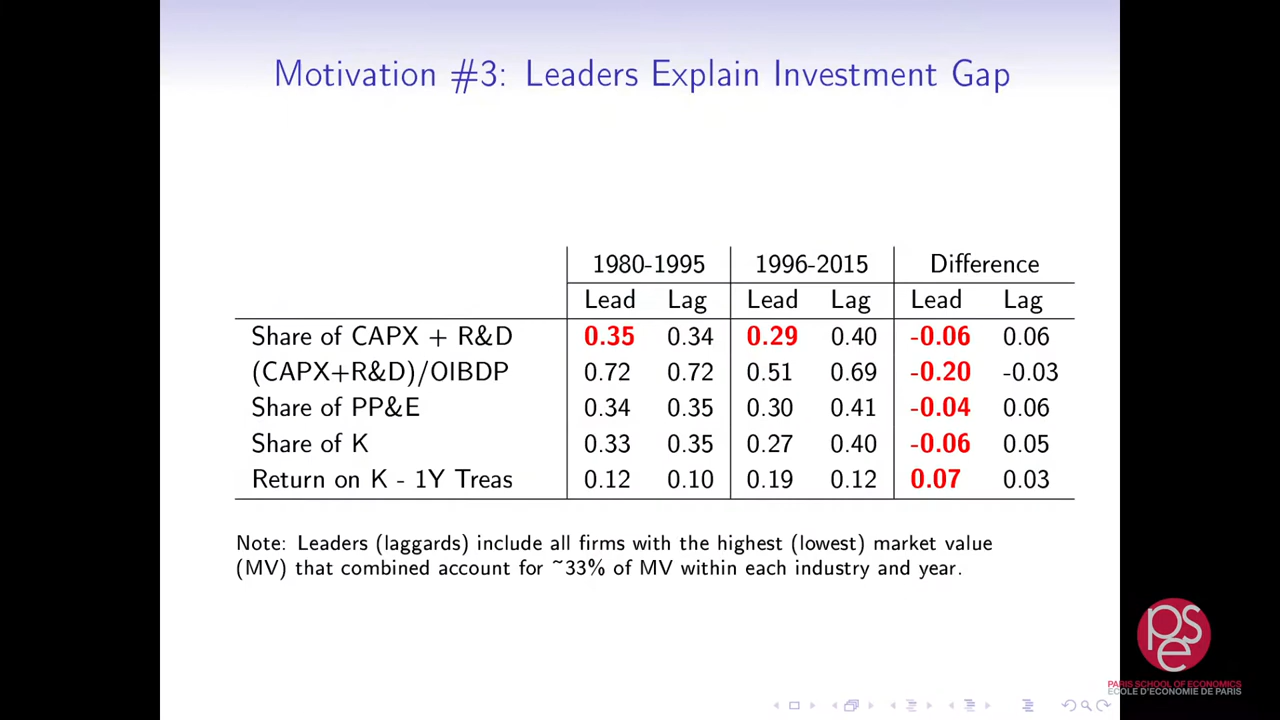 Motivation #3: Leaders Explain Investment Gap
1980-1995 1996-2015 Difference
Lead Lag Lead Lag Lead Lag
Share of CAPX + R&D 0.35 0.34 0.29 0.40 -0.06 0.06
(CAPX+R&D)/OIBDP 0.72 0.72 0.51 0.69 -0.20 -0.03
Share of PP&E 0.34 0.35 0.30 0.41 -0.04 0.06
Share of K 0.33 0.35 0.27 0.40 -0.06 0.05
Return on K - 1Y Treas 0.12 0.10 0.19 0.12 0.07 0.03
Note: Leaders (laggards) include all firms with the highest (lowest) market value
(MV) that combined account for ~33% of MV within each industry and year.
pse
PARIS SCHOOL OF ECONOMICS
ECOLE D'ECONOMIE DE PARIS